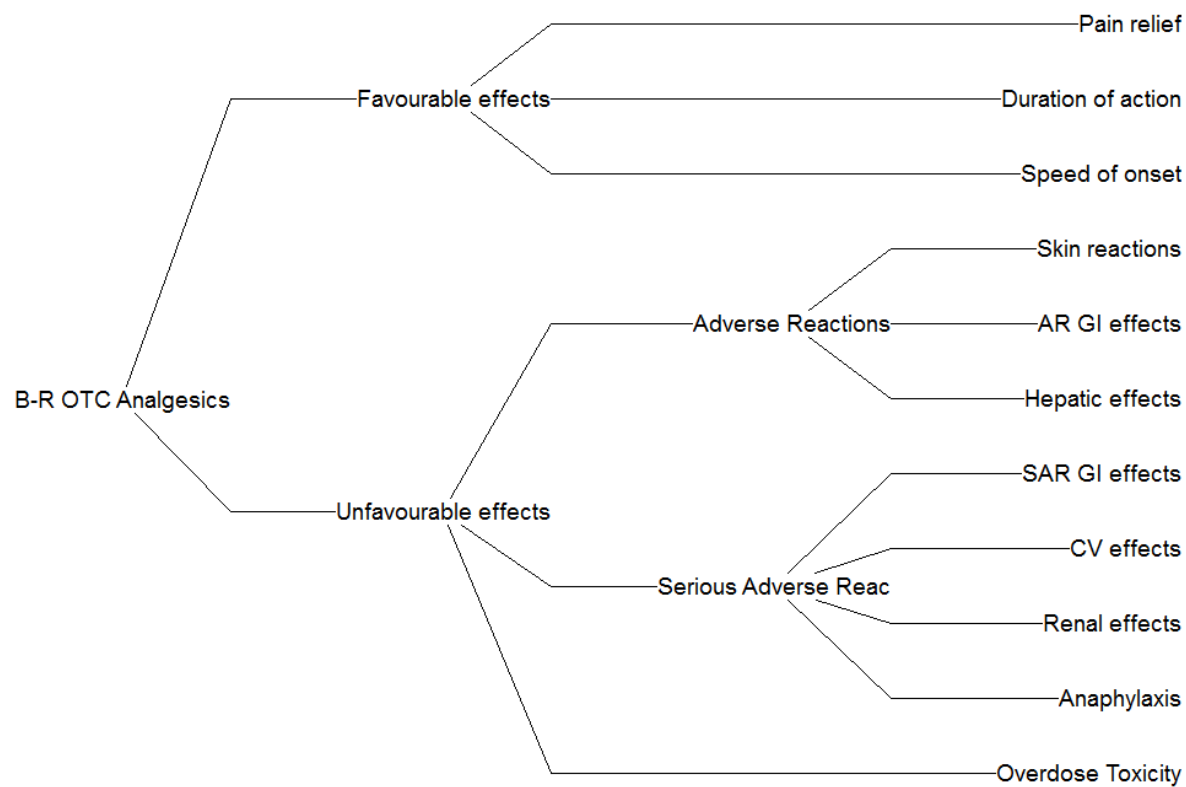 Pain relief
Favourable effects
Duration of action
Speed of onset
Skin reactions
Adverse Reactions
AR GI effects
B-R OTC Analgesics
Hepatic effects
SAR GI effects
Unfavourable effects
CV effects
Serious Adverse Reac
Renal effects
Anaphylaxis
Overdose Toxicity